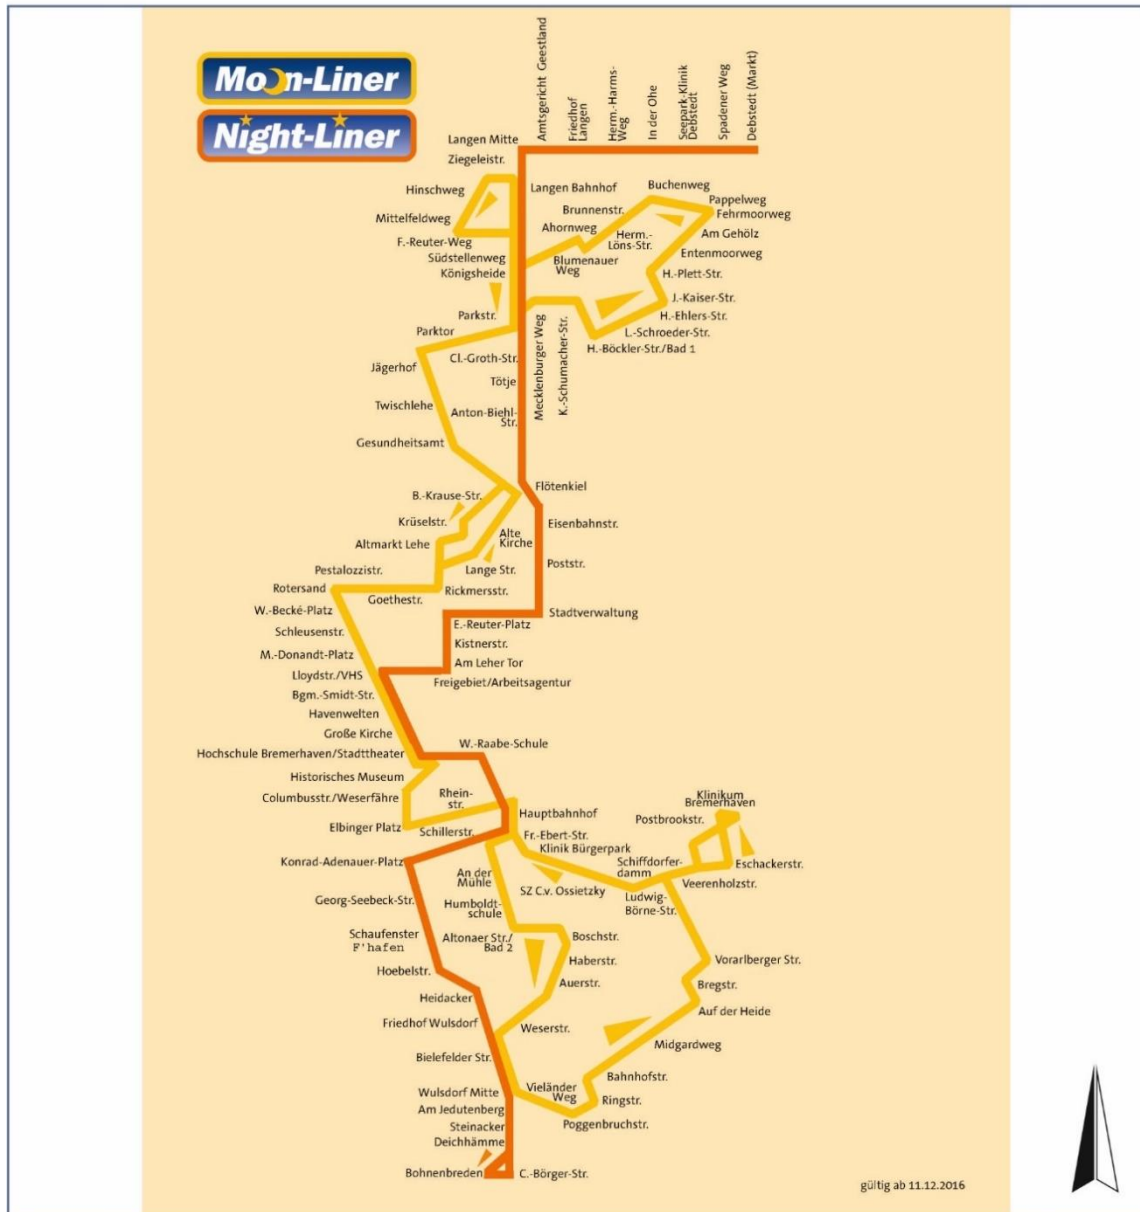 Moon-Liner
Night-Liner
Amtsgericht Geestland
Friedhof
Langen
Herm.-Harms-
Weg
In der Ohe
Seepark-Klinik
Debstedt
Spadener Weg
Debstedt (Markt)
Langen Mitte
Ziegeleistr.
Langen Bahnhof
Hinschweg
Mittelfeldweg
F.-Reuter-Weg
Südstellenweg
Königsheide
Buchenweg
Brunnenstr.
Pappelweg
Fehrmoorweg
Ahornweg
Herm.-
Löns-Str.
Am Gehölz
Blumenauer
Weg
Entenmoorweg
H.-Plett-Str.
J.-Kaiser-Str.
H.-Ehlers-Str.
L.-Schroeder-Str.
H.-Böckler-Str./Bad 1
Parkstr.
Parktor
Mecklenburger Weg
K.-Schumacher-Str.
Cl.-Groth-Str.
Jägerhof
Tötje
Twischlehe
Anton-Biehl-
Str.
Gesundheitsamt
Flötenkiel
B.-Krause-Str.
Krüselstr.
Eisenbahnstr.
Altmarkt Lehe
Alte
Kirche
Lange Str.
Poststr.
Pestalozzistr.
Rotersand
Goethestr.
Rickmersstr.
W.-Becké-Platz
Stadtverwaltung
Schleusenstr.
E.-Reuter-Platz
Kistnerstr.
M.-Donandt-Platz
Am Leher Tor
Lloydstr./VHS
Freigebiet/Arbeitsagentur
Bgm.-Smidt-Str.
Havenwelten
Große Kirche
W.-Raabe-Schule
Hochschule Bremerhaven/Stadttheater
Historisches Museum
Columbusstr./Weserfähre
Rhein-
str.
Klinikum
Bremerhaven
Hauptbahnhof
Postbrookstr.
Elbinger Platz
Schillerstr.
Fr.-Ebert-Str.
Klinik Bürgerpark
Konrad-Adenauer-Platz
An der
Mühle
Schiffdorfer-
damm
Eschackerstr.
SZ C.v. Ossietzky
Veerenholzstr.
Georg-Seebeck-Str.
Humboldt-
schule
Ludwig-
Börne-Str.
Schaufenster
F'hafen
Altonaer Str./
Bad 2
Boschstr.
Haberstr.
Vorarlberger Str.
Hoebelstr.
Auerstr.
Bregstr.
Heidacker
Auf der Heide
Friedhof Wulsdorf
Weserstr.
Midgardweg
Bielefelder Str.
Bahnhofstr.
Wulsdorf Mitte
Vieländer
Weg
Ringstr.
Am Jedutenberg
Poggenbruchstr.
Steinacker
Deichhämme
Bohnenbreden
C.-Börger-Str.
gültig ab 11.12.2016